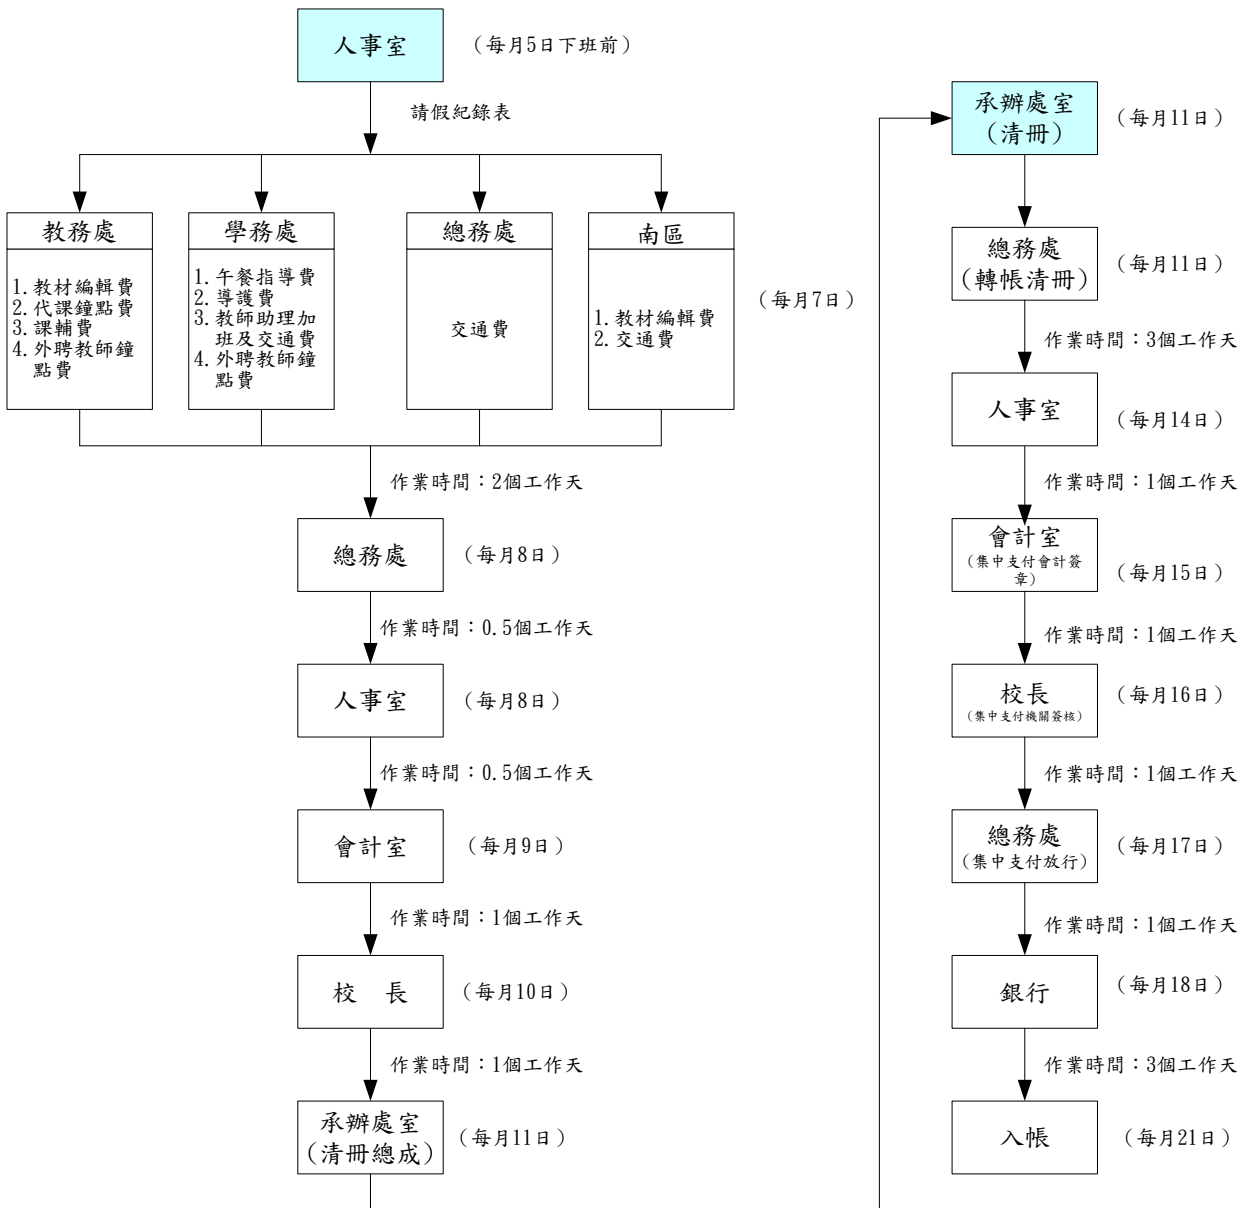 人事室
（每月5日下班前）
請假紀錄表
教務處
1.教材編輯費
2.代課鐘點費
3.課輔費
4.外聘教師鐘
點費
學務處
1.午餐指導費
2.導護費
3.教師助理加
班及交通費
4.外聘教師鐘
點費
總務處
交通費
南區
1.教材編輯費
2.交通費
（每月7日）
作業時間：2個工作天
總務處
（每月8日）
作業時間：0.5個工作天
人事室
（每月8日）
作業時間：0.5個工作天
會計室
（每月9日）
作業時間：1個工作天
校　長
（每月10日）
作業時間：1個工作天
承辦處室
（清冊總成）
（每月11日）
承辦處室
（清冊）
（每月11日）
總務處
（轉帳清冊）
（每月11日）
作業時間：3個工作天
人事室
（每月14日）
作業時間：1個工作天
會計室
（集中支付會計簽
章）
（每月15日）
作業時間：1個工作天
校長
（集中支付機關簽核）
（每月16日）
作業時間：1個工作天
總務處
（集中支付放行）
（每月17日）
作業時間：1個工作天
銀行
（每月18日）
作業時間：3個工作天
入帳
（每月21日）